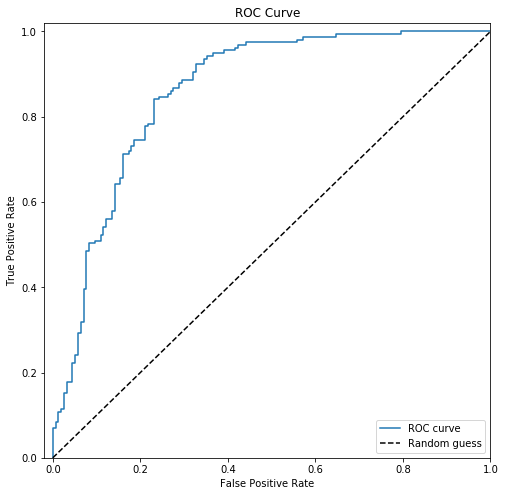 ROC Curve
1.0
0.8
0.6
0.4
0.2
0.0
True Positive Rate
0.0 0.2 0.4 0.6 0.8 1.0
False Positive Rate
ROC curve
Random guess